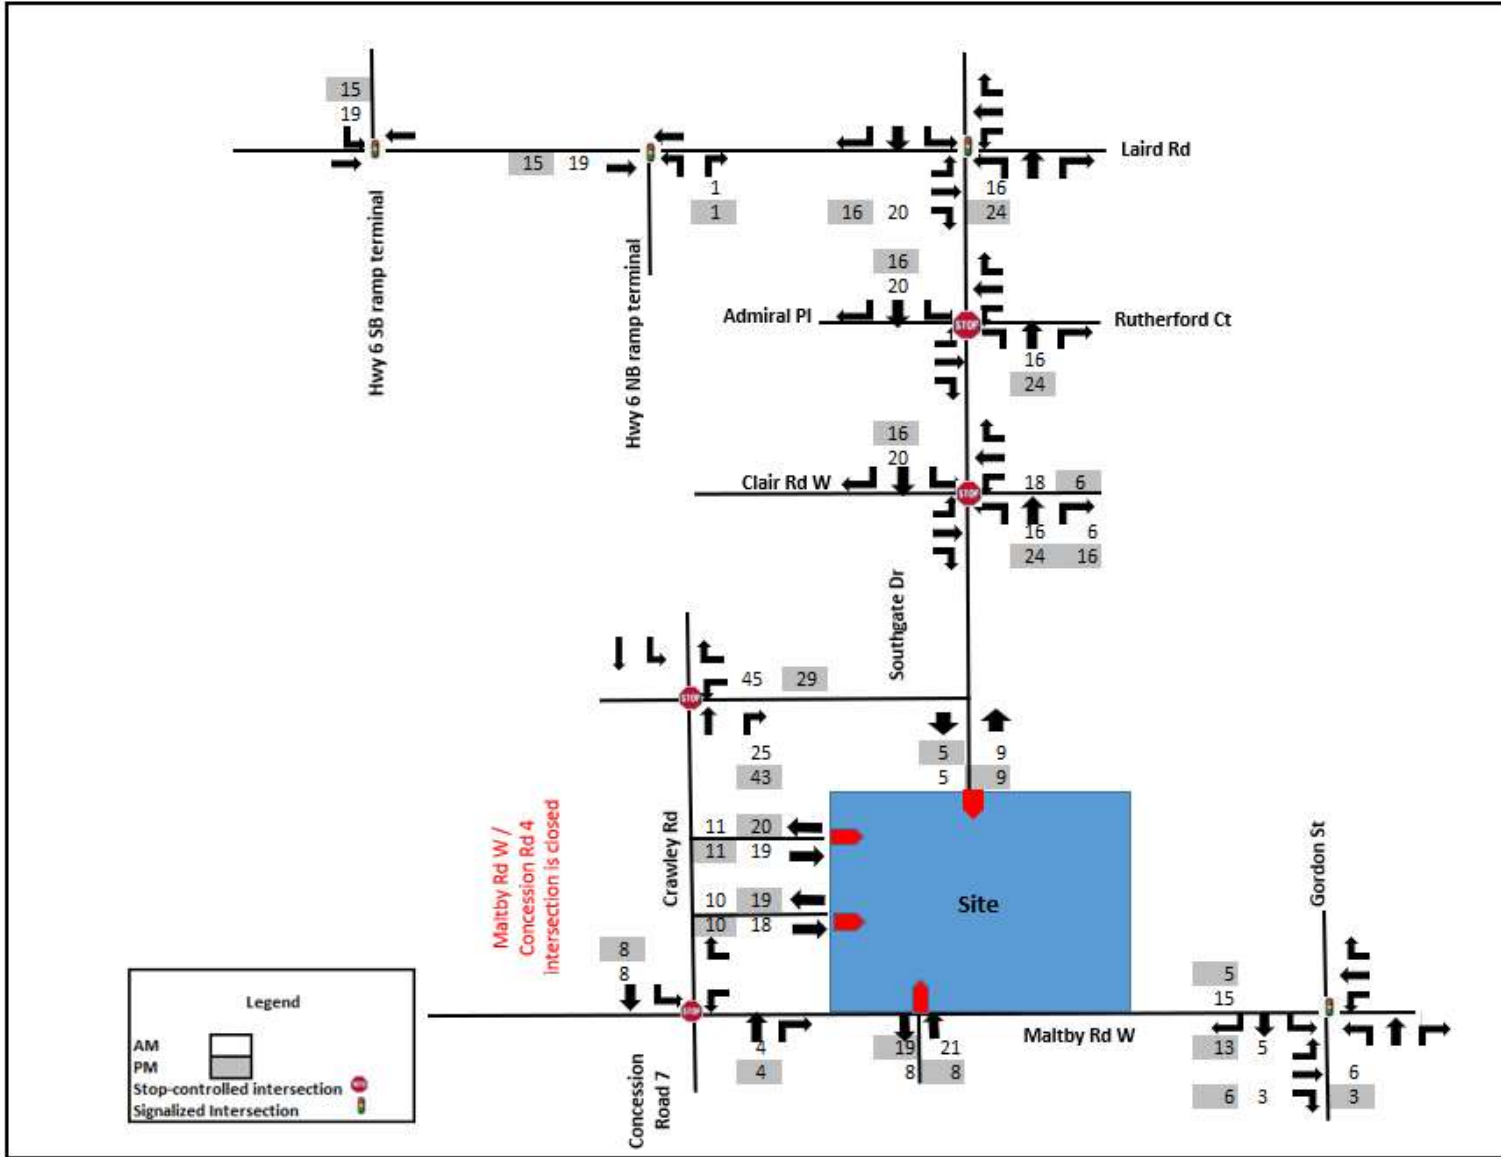 15
19
Laird Rd
15 19
1
1
16
16 20 24
Hwy 6 SB ramp terminal
Hwy 6 NB ramp terminal
16
20
Admiral Pl
STOP
Rutherford Ct
16
24
16
20
Clair Rd W
STOP
18 6
16 6
24 16
Southgate Dr
STOP
45 29
25
43
5 9
5 9
Maltby Rd W /
Concession Rd 4
intersection is closed
Crawley Rd
11 20
11 19
10 19
10 18
Site
Gordon St
8
8
STOP
5
15
Maltby Rd W
4
4
19 21
8 8
13 5
6
6 3 3
Concession
Road 7
Legend
AM
PM
Stop-controlled intersection
Signalized Intersection